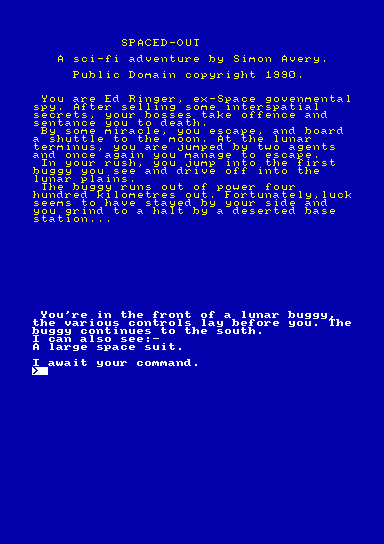 SPACED-OUT
A sci-fi adventure by Simon Avery.
Public Domain copyright 1990.
You are Ed Ringer, ex-Space govenmental
spy. After selling some interspatial
secrets, your bosses take offence and
sentance you to death.
By some miracle, you escape, and board
a shuttle to the moon. At the lunar
terminus, you are jumped by two agents
and once again you manage to escape.
In your rush, you jump into the first
buggy you see and drive off into the
lunar plains.
The buggy runs out of power four
hundred kilometres out. Fortunately,luck
seems to have stayed by your side and
you grind to a halt by a deserted base
station...
You're in the front of a lunar buggy,
the various controls lay before you. The
buggy continues to the south.
I can also see:-
A large space suit.
I await your command.
>